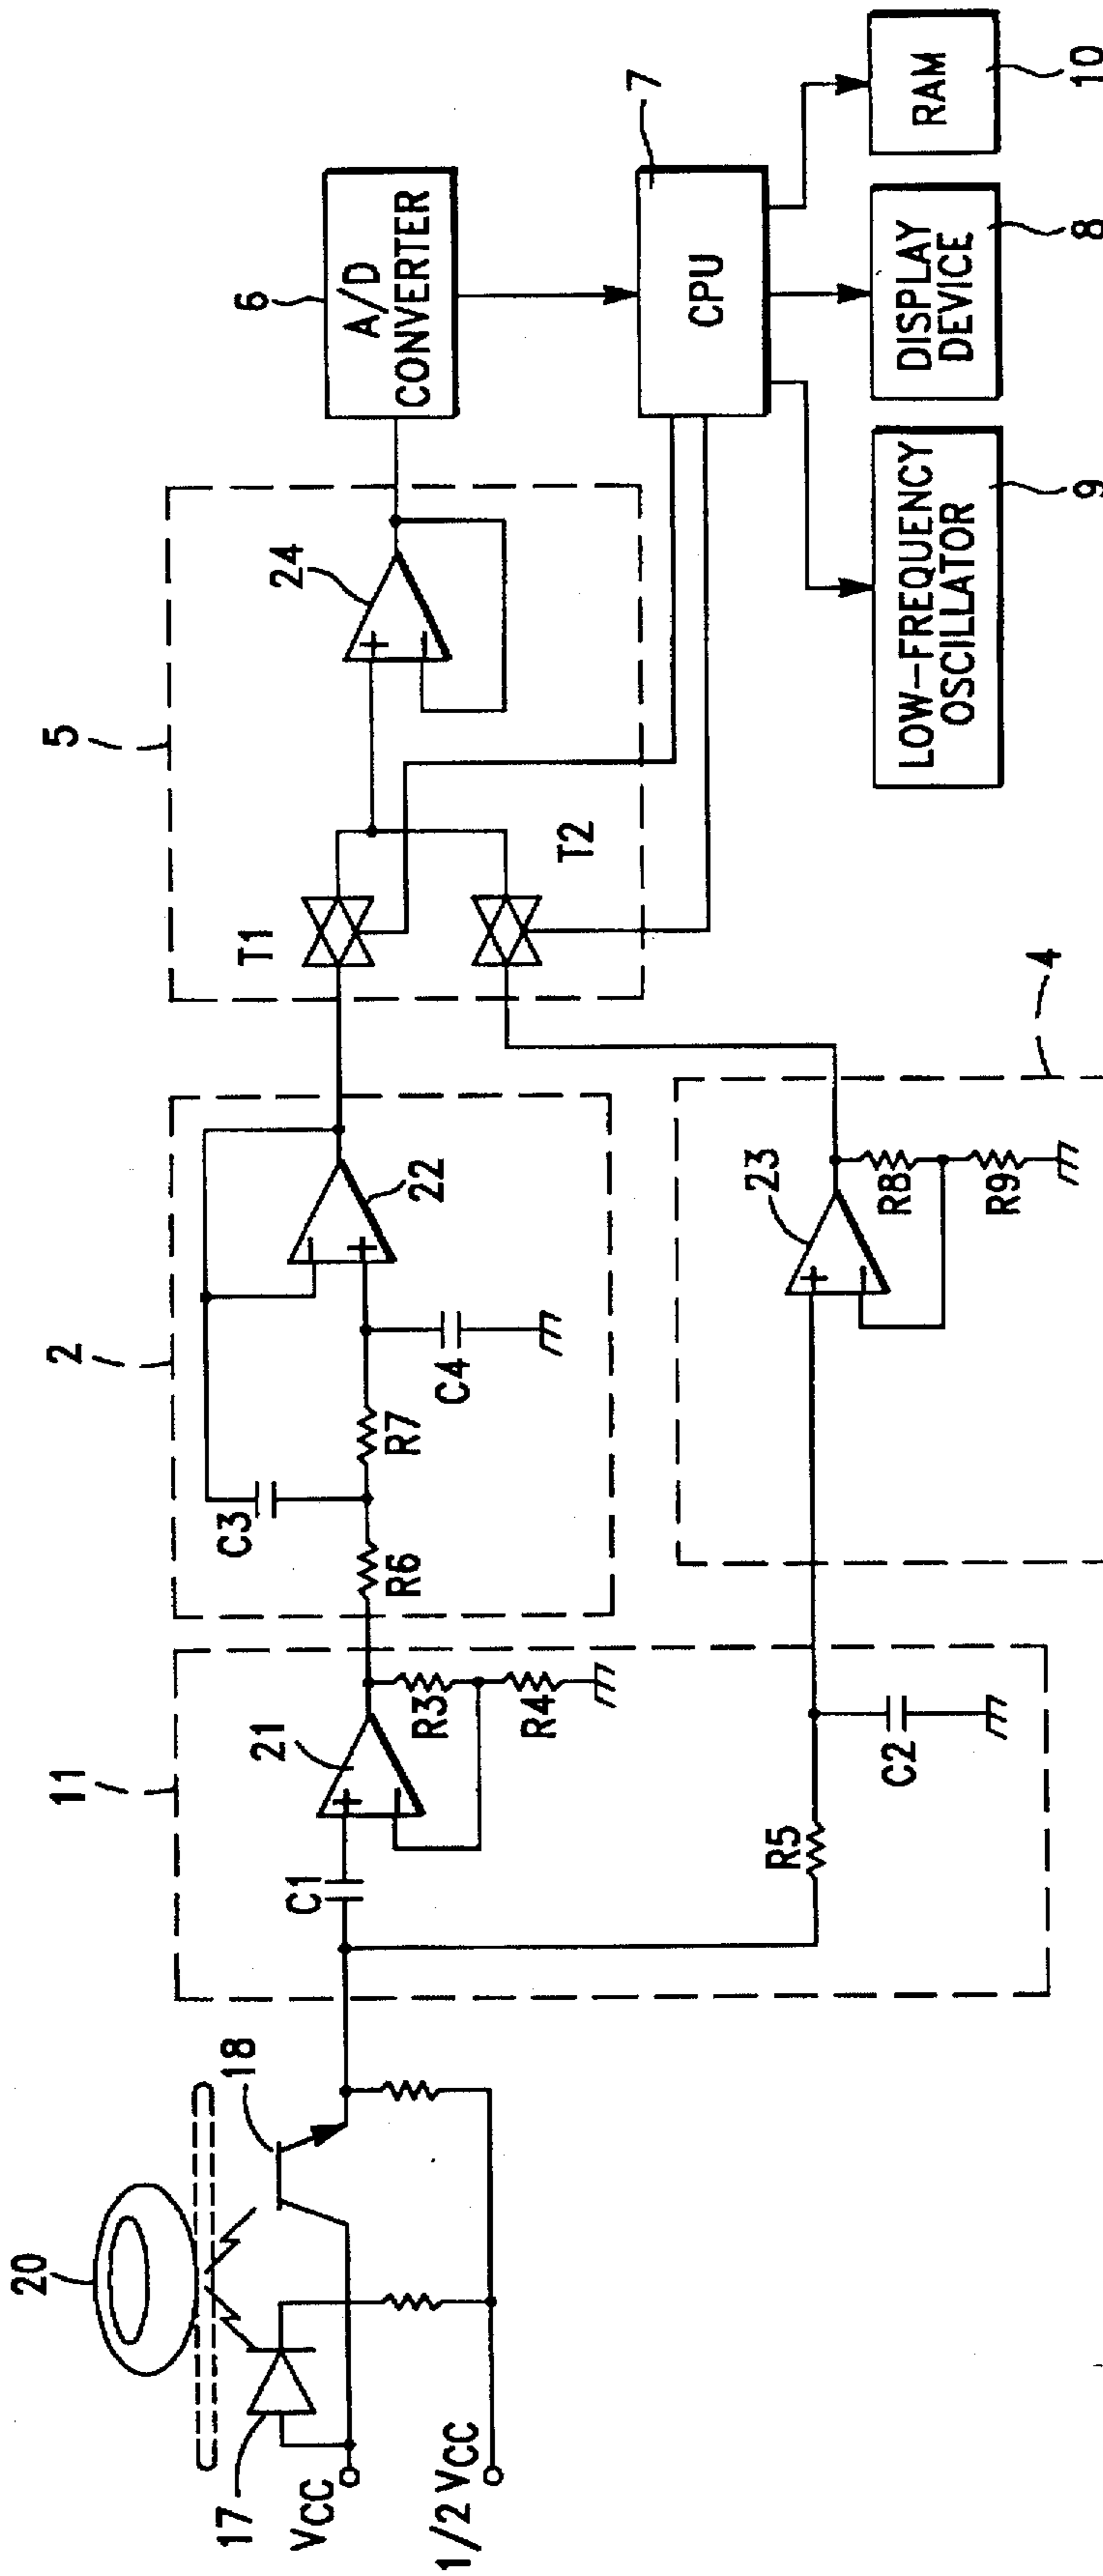 20
17
18
VCC
1/2 VCC
11
C1
21
R3
R4
R5
C2
2
C3
R6
R7
C4
22
-
+
4
23
R8
R9
+
-
5
T1
T2
24
+
-
6
A/D
CONVERTER
7
CPU
LOW-FREQUENCY
OSCILLATOR
9
DISPLAY
DEVICE
8
RAM
10
+
-